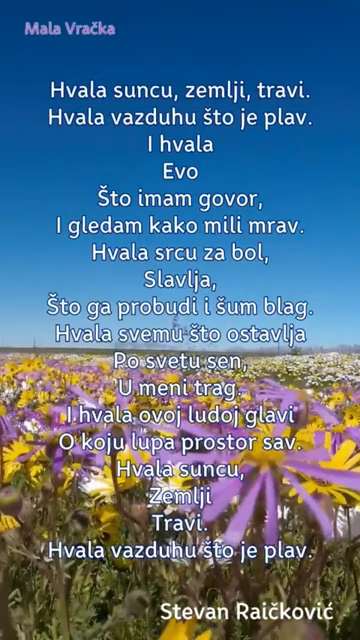 Mala Vračka
Hvala suncu, zemlji, travi.
Hvala vazduhu što je plav.
I hvala
Evo
Što imam govor,
I gledam kako mili mrav.
Hvala srcu za bol,
Slavlja,
Što ga probudi i šum blag.
Hvala svemu što ostavlja
Po svetu sen,
U meni trag.
I hvala ovoj ludoj glavi
O koju lupa prostor sav.
Hvala suncu,
Zemlji
Travi.
Hvala vazduhu što je plav.
Stevan Raičković